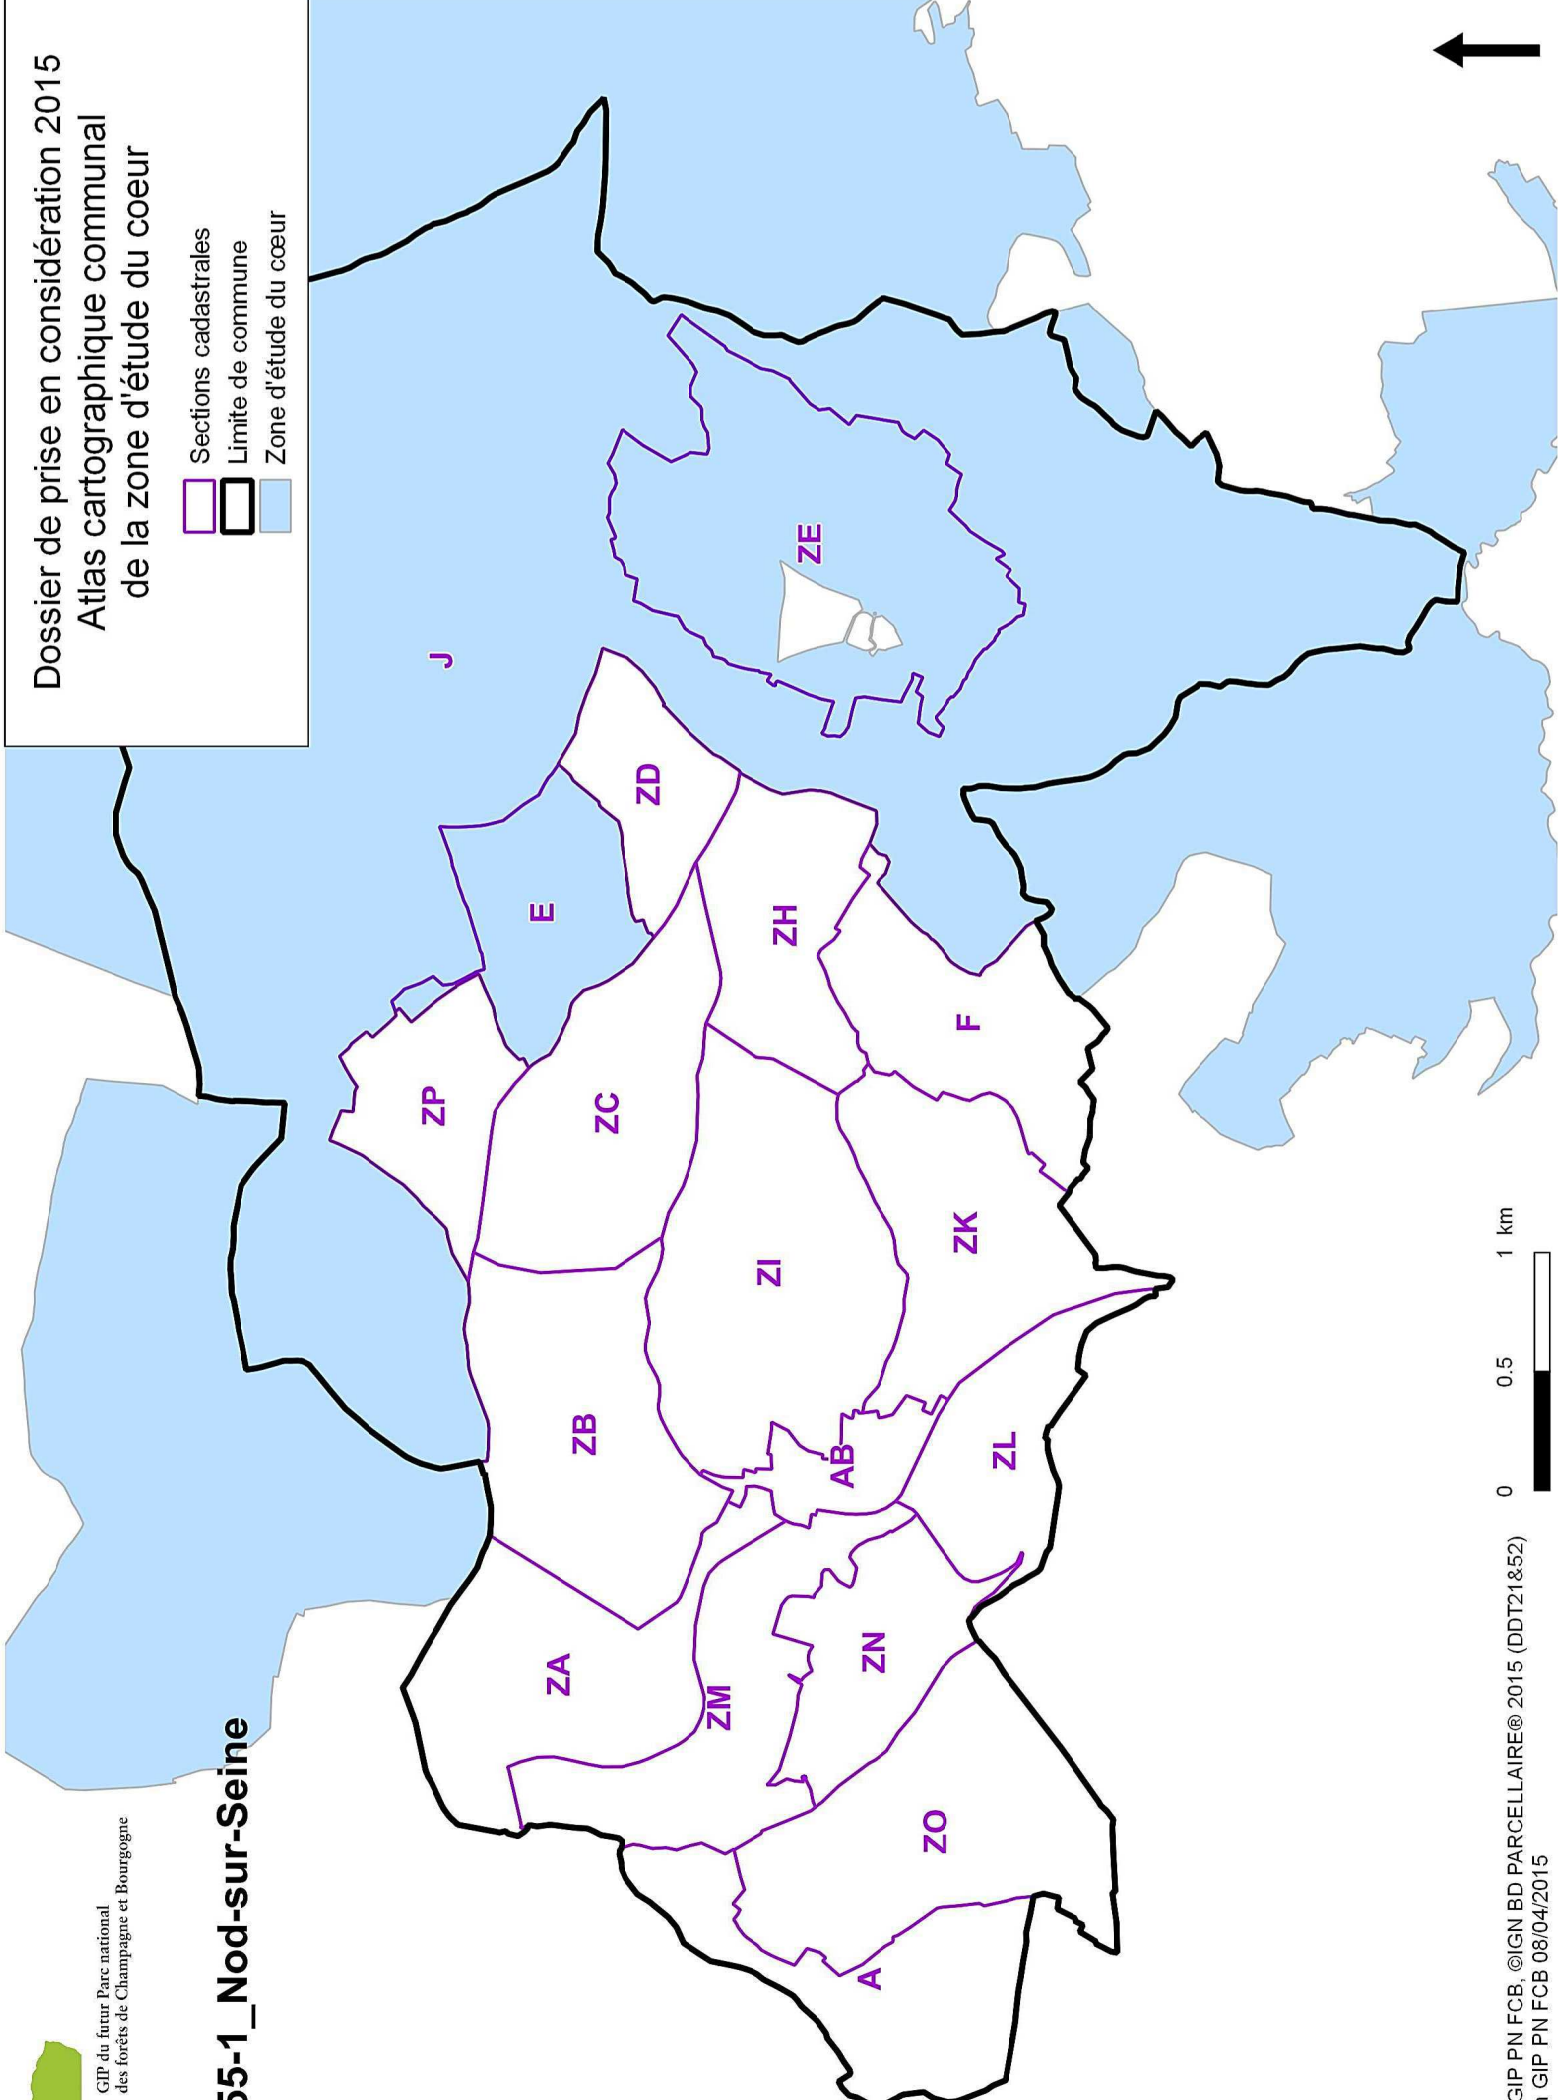 GIP du futur Parc national
des forêts de Champagne et Bourgogne
55-1_Nod-sur-Seine
Dossier de prise en considération 2015
Atlas cartographique communal
de la zone d'étude du coeur
Sections cadastrales
Limite de commune
Zone d'étude du cœur
J
ZP
E
ZA
ZB
ZC
ZD
ZM
ZI
ZH
ZE
A
ZN
AB
ZO
ZK
F
ZL
0 0.5 1 km
GIP PN FCB, ©IGN BD PARCELLAIRE® 2015 (DDT21&52)
GIP PN FCB 08/04/2015